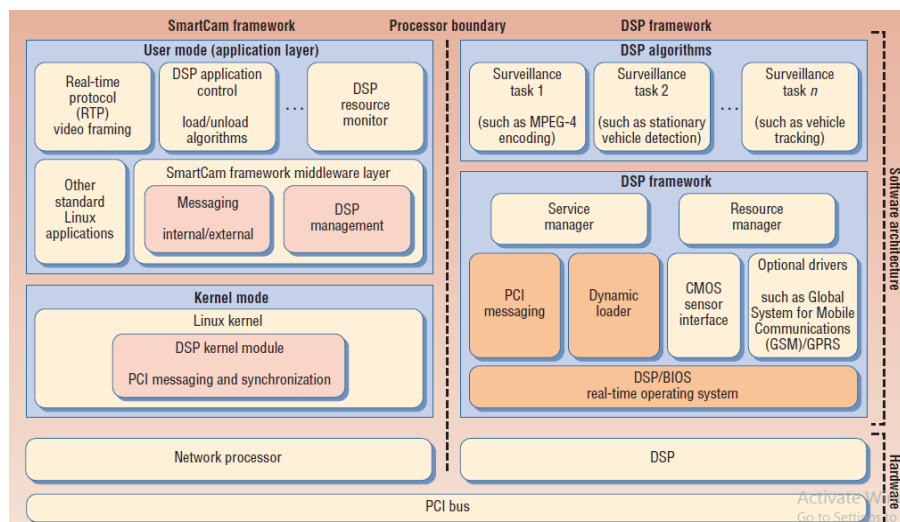 SmartCam framework
Processor boundary
DSP framework
User mode (application layer)
Real-time
protocol
(RTP)
video framing
DSP application
control
load/unload
algorithms
...
DSP
resource
monitor
Other
standard
Linux
applications
SmartCam framework middleware layer
Messaging
internal/external
DSP
management
Kernel mode
Linux kernel
DSP kernel module
PCI messaging and synchronization
Network processor
DSP algorithms
Surveillance
task 1
(such as MPEG-4
encoding)
Surveillance
task 2
(such as stationary
vehicle detection)
...
Surveillance
task n
(such as vehicle
tracking)
DSP framework
Service
manager
Resource
manager
PCI
messaging
Dynamic
loader
CMOS
sensor
interface
Optional drivers
such as Global
System for Mobile
Communications
(GSM)/GPRS
DSP/BIOS
real-time operating system
DSP
PCI bus
Software architecture
Hardware
Activate
Go to Settings